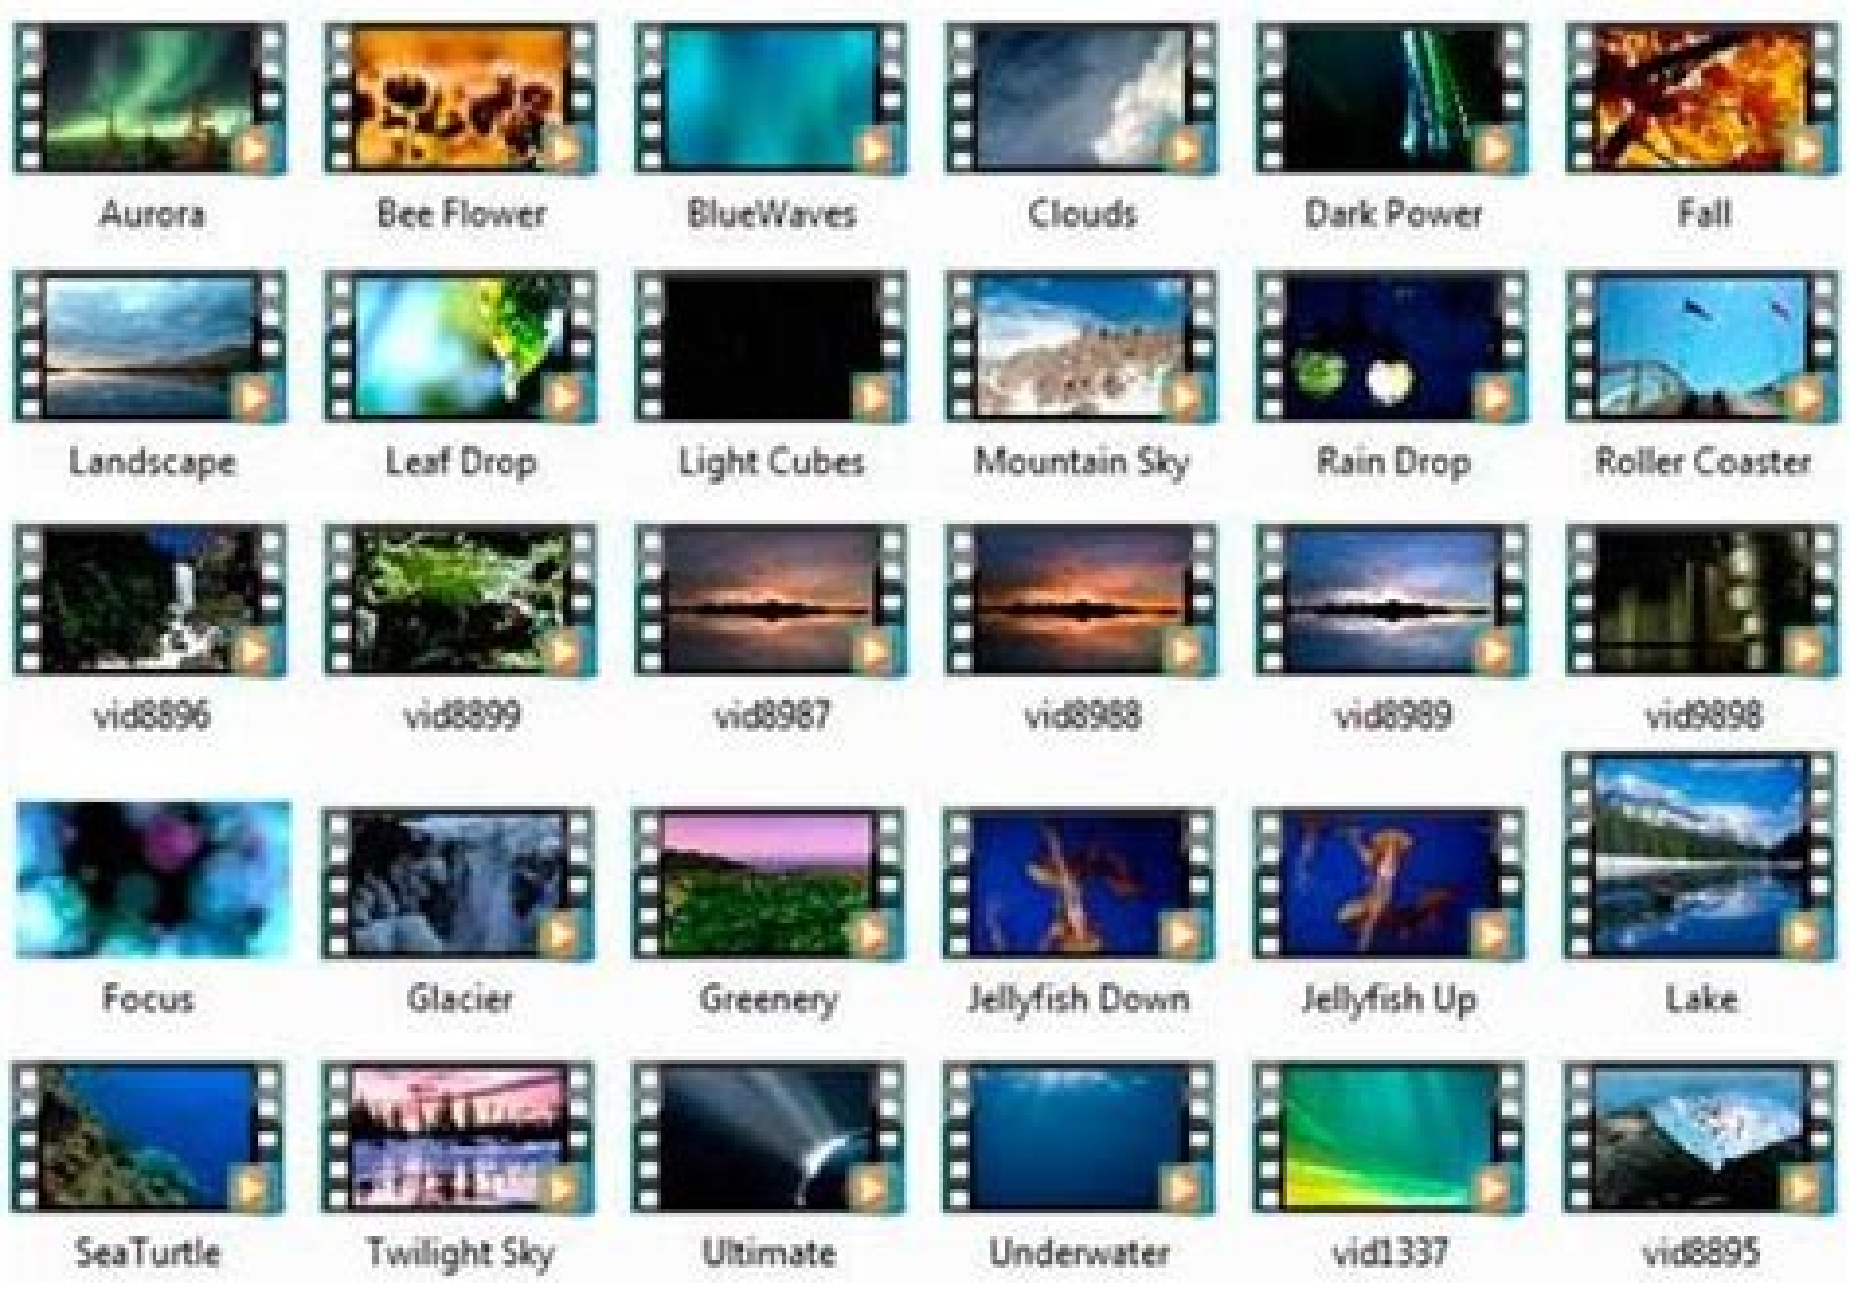 Aurora
Bee Flower
BlueWaves
Clouds
Dark Power
Fall
Landscape
Leaf Drop
Light Cubes
Mountain Sky
Rain Drop
Roller Coaster
vid8896
vid8899
vid8987
vid8988
vid8989
vid9898
Focus
Glacier
Greenery
Jellyfish Down
Jellyfish Up
Lake
SeaTurtle
Twilight Sky
Ultimate
Underwater
vid1337
vid8895